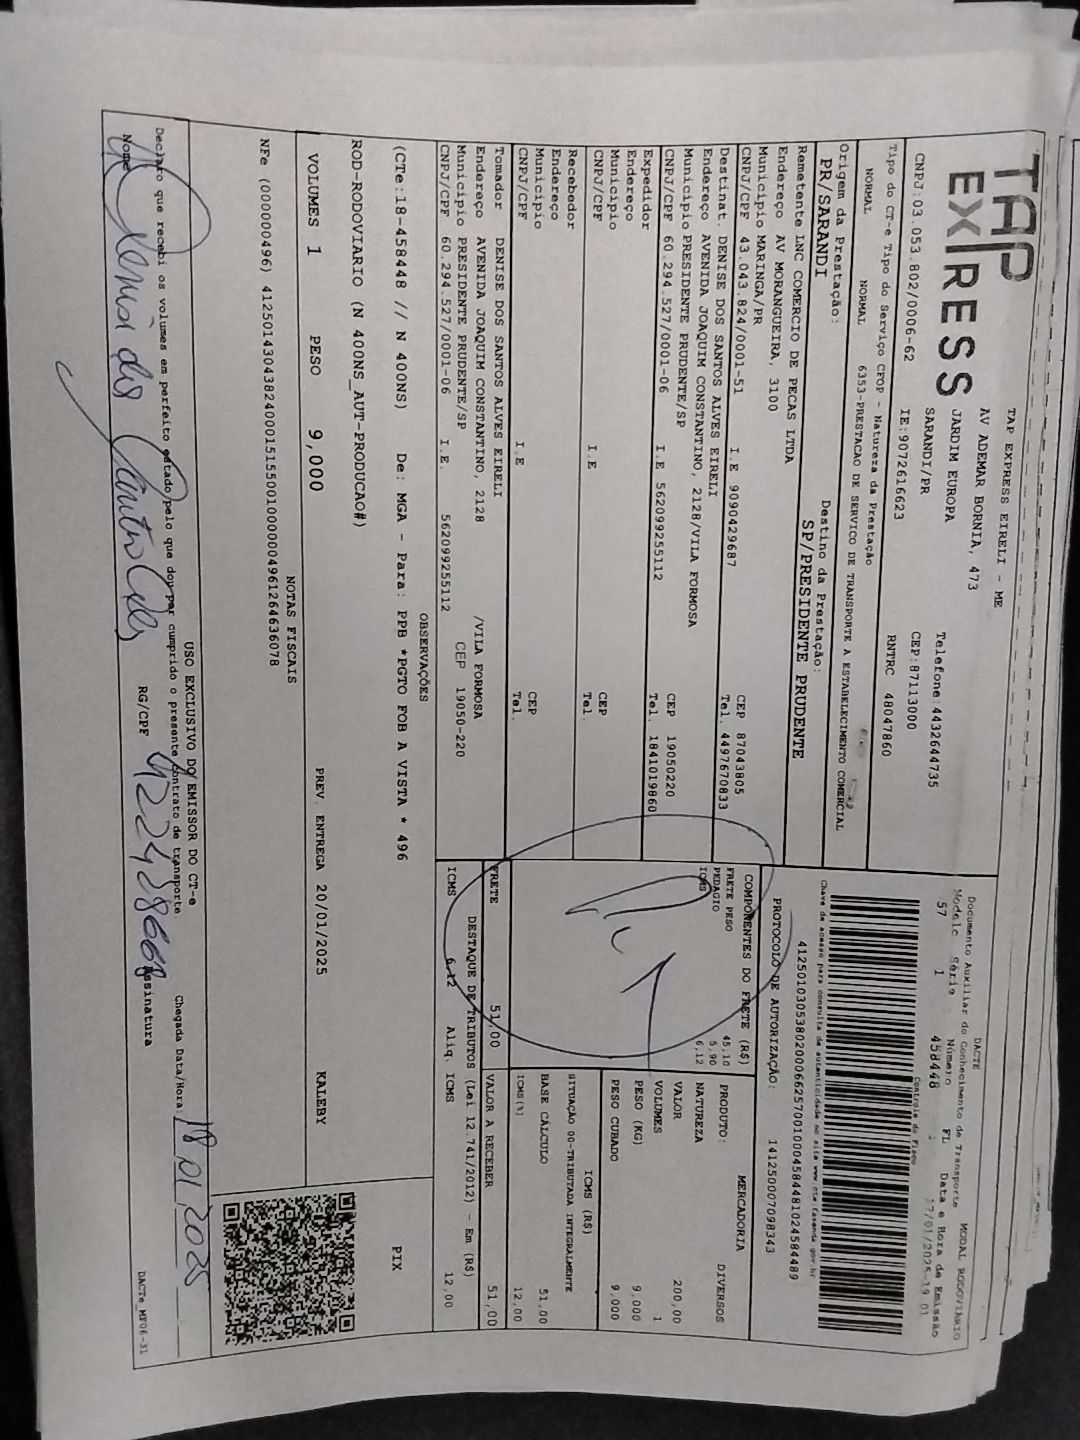 TAP
EXPRESS
TAP EXPRESS EIRELI - ME
AV ADEMAR BORNIA, 473
JARDIM EUROPA
SARANDI/PR
Telefone:4432644735
CEP:87113000
CNPJ:03.053.802/0006-62 IE:9072616623 RNTRC 48047860
Tipo do CT-e Tipo do Serviço CFOP - Natureza da Prestação
NORMAL NORMAL 6353-PRESTACAO DE SERVICO DE TRANSPORTE A ESTABELECIMENTO COMERCIAL
Origem da Prestação: Destino da Prestação:
PR/SARANDI SP/PRESIDENTE PRUDENTE
Remetente LNC COMERCIO DE PECAS LTDA
Endereço AV MORANGUEIRA, 3100
Município MARINGA/PR CEP 87043805
CNPJ/CPF 43.043.824/0001-51 I.E 9090429687 Tel. 4497670833
Destinat. DENISE DOS SANTOS ALVES EIRELI
Endereço AVENIDA JOAQUIM CONSTANTINO, 2128/VILA FORMOSA
Município PRESIDENTE PRUDENTE/SP CEP 19050220
CNPJ/CPF 60.294.527/0001-06 I.E 562099255112 Tel. 1841019860
Expedidor
Endereço
Município CEP
CNPJ/CPF I.E Tel.
Recebedor
Endereço
Município CEP
CNPJ/CPF I.E Tel.
Tomador DENISE DOS SANTOS ALVES EIRELI
Endereço AVENIDA JOAQUIM CONSTANTINO, 2128 /VILA FORMOSA
Município PRESIDENTE PRUDENTE/SP CEP 19050-220
CNPJ/CPF 60.294.527/0001-06 I.E. 562099255112
DACTE MODAL RODOVIARIO
Documento Auxiliar do Conhecimento de Transporte
Modelo Série Número FL Data e Hora de Emissão
57 1 458448 17/01/2025-19:01
Controle do Fisco
41250103053802000662570010004584481024584489
Chave de acesso para consulta de autenticidade no site www.cte.fazenda.gov.br
PROTOCOLO DE AUTORIZAÇÃO: 141250007098343
COMPONENTES DO FRETE (R$)
FRETE PESO 45,10
PEDAGIO 5,90
ICMS 6,12
MERCADORIA
PRODUTO: DIVERSOS
NATUREZA
VALOR 200,00
VOLUMES 1
PESO (KG) 9,000
PESO CUBADO 9,000
ICMS (R$)
SITUAÇÃO 00-TRIBUTADA INTEGRALMENTE
BASE CÁLCULO 51,00
ICMS(%) 12,00
FRETE 51,00 VALOR A RECEBER 51,00
DESTAQUE DE TRIBUTOS (Lei 12.741/2012) - Em (R$)
ICMS 6,12 Aliq. ICMS 12,00
OBSERVAÇÕES
(CTe:18-458448 // N 400NS) De: MGA - Para: PPB *PGTO FOB A VISTA * 496
PIX
ROD-RODOVIARIO (N 400NS_AUT-PRODUCAO#)
VOLUMES 1 PESO 9,000 PREV. ENTREGA 20/01/2025 KALEBY
NOTAS FISCAIS
NFe (000000496) 41250143043824000151550010000004961264636078
USO EXCLUSIVO DO EMISSOR DO CT-e
Declaro que recebi os volumes em perfeito estado pelo que dou por cumprido o presente contrato de transporte Chegada Data/Hora: 18/01/2025
Nome RG/CPF Assinatura
DACTe_MT06-31